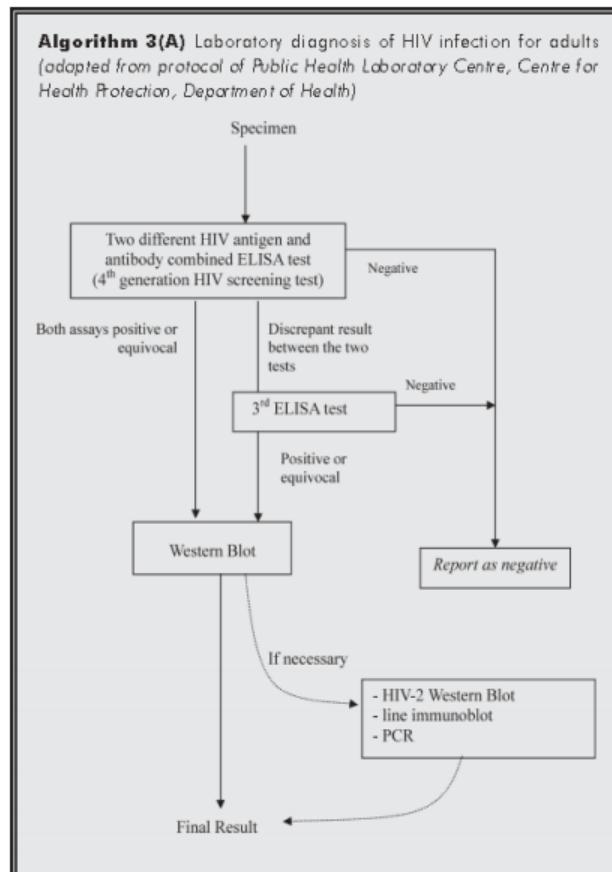 Algorithm 3(A) Laboratory diagnosis of HIV infection for adults
(adapted from protocol of Public Health Laboratory Centre, Centre for
Health Protection, Department of Health)
Specimen
Two different HIV antigen and
antibody combined ELISA test
(4th generation HIV screening test)
Negative
Both assays positive or
equivocal
Discrepant result
between the two
tests
Negative
3rd ELISA test
Positive or
equivocal
Western Blot
Report as negative
If necessary
- HIV-2 Western Blot
- line immunoblot
- PCR
Final Result